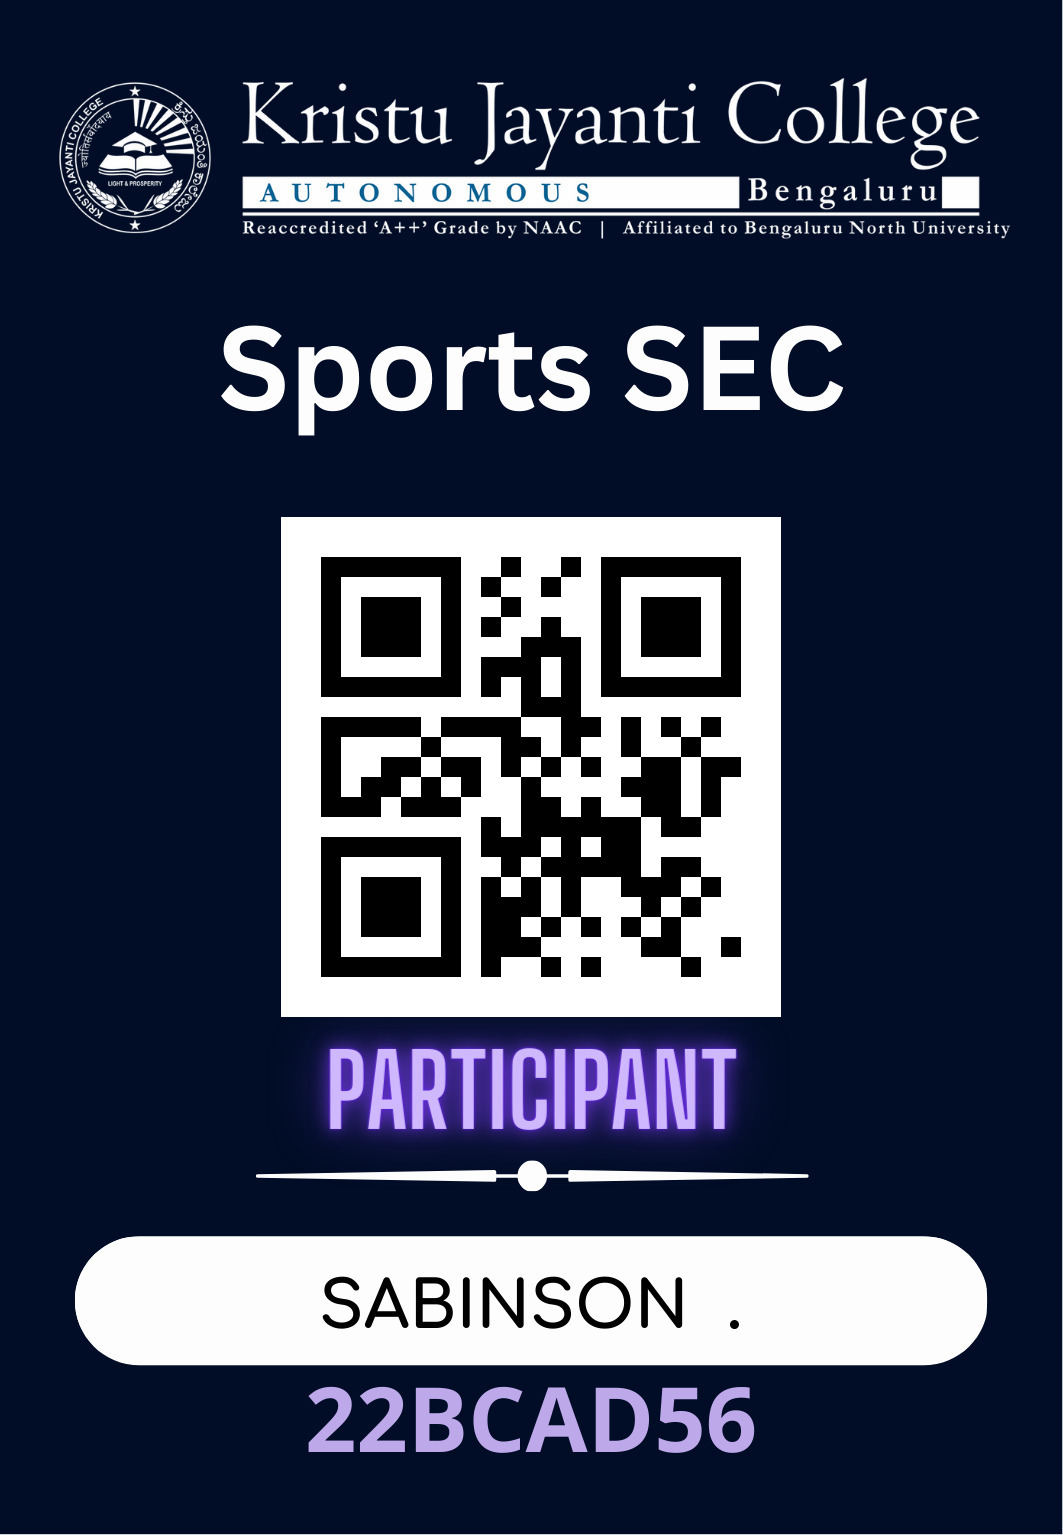 Kristu Jayanti College
AUTONOMOUS Bengaluru
Reaccredited ‘A++’ Grade by NAAC | Affiliated to Bengaluru North University
KRISTU JAYANTI COLLEGE
LIGHT & PROSPERITY
Sports SEC
PARTICIPANT
SABINSON .
22BCAD56